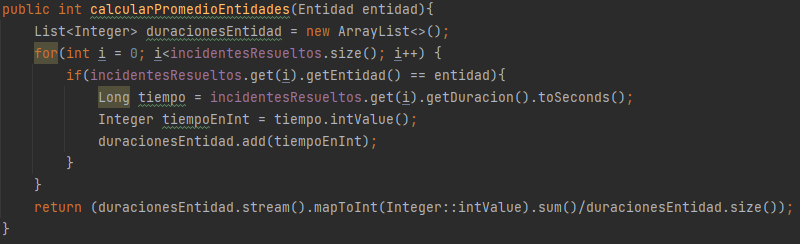 public int calcularPromedioEntidades(Entidad entidad){
    List<Integer> duracionesEntidad = new ArrayList<>();
    for(int i = 0; i<incidentesResueltos.size(); i++) {
        if(incidentesResueltos.get(i).getEntidad() == entidad){
            Long tiempo = incidentesResueltos.get(i).getDuracion().toSeconds();
            Integer tiempoEnInt = tiempo.intValue();
            duracionesEntidad.add(tiempoEnInt);
        }
    }
    return (duracionesEntidad.stream().mapToInt(Integer::intValue).sum()/duracionesEntidad.size());
}